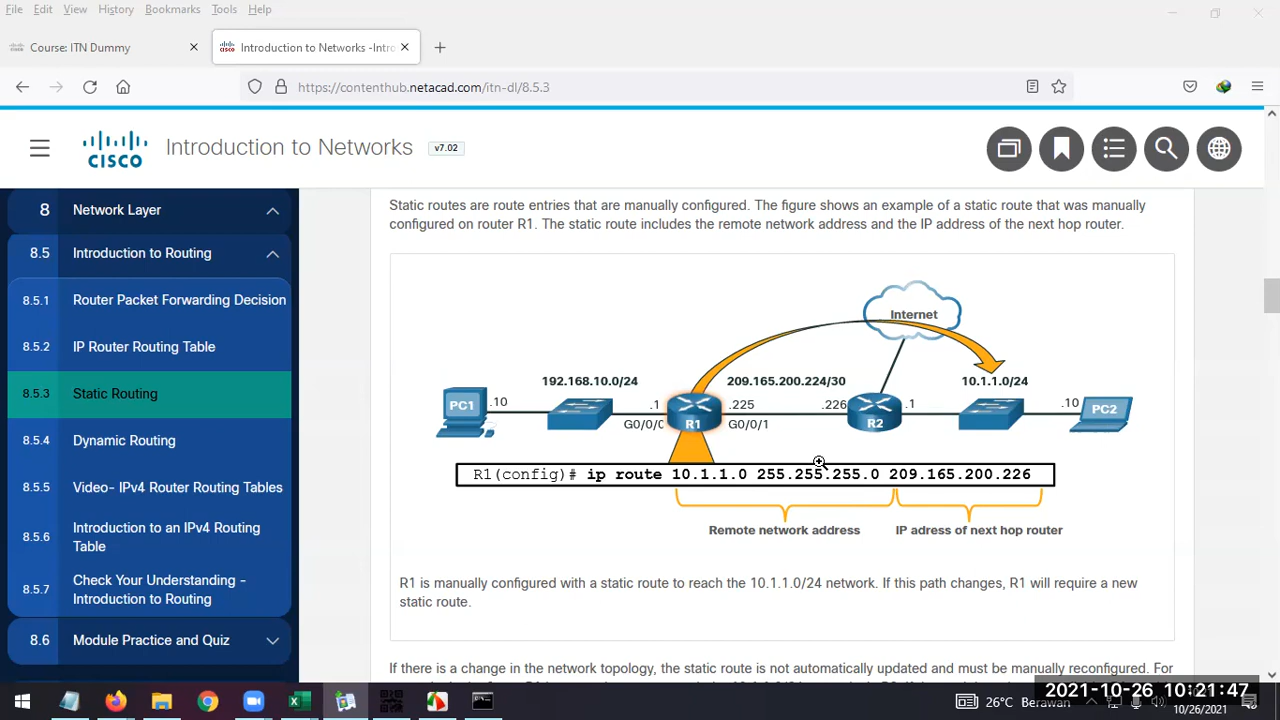 File Edit View History Bookmarks Tools Help
Course: ITN Dummy
Introduction to Networks -Intro
https://contenthub.netacad.com/itn-dl/8.5.3
CISCO
Introduction to Networks
v7.02
8 Network Layer
8.5 Introduction to Routing
8.5.1 Router Packet Forwarding Decision
8.5.2 IP Router Routing Table
8.5.3 Static Routing
8.5.4 Dynamic Routing
8.5.5 Video- IPv4 Router Routing Tables
8.5.6 Introduction to an IPv4 Routing
Table
8.5.7 Check Your Understanding -
Introduction to Routing
8.6 Module Practice and Quiz
Static routes are route entries that are manually configured. The figure shows an example of a static route that was manually
configured on router R1. The static route includes the remote network address and the IP address of the next hop router.
Internet
192.168.10.0/24 209.165.200.224/30 10.1.1.0/24
PC1 .10 .1 .225 .226 .1 .10 PC2
G0/0/0 R1 G0/0/1 R2
R1(config)# ip route 10.1.1.0 255.255.255.0 209.165.200.226
Remote network address IP adress of next hop router
R1 is manually configured with a static route to reach the 10.1.1.0/24 network. If this path changes, R1 will require a new
static route.
If there is a change in the network topology, the static route is not automatically updated and must be manually reconfigured. For
26°C Berawan
2021-10-26 10:21:47
10/26/2021